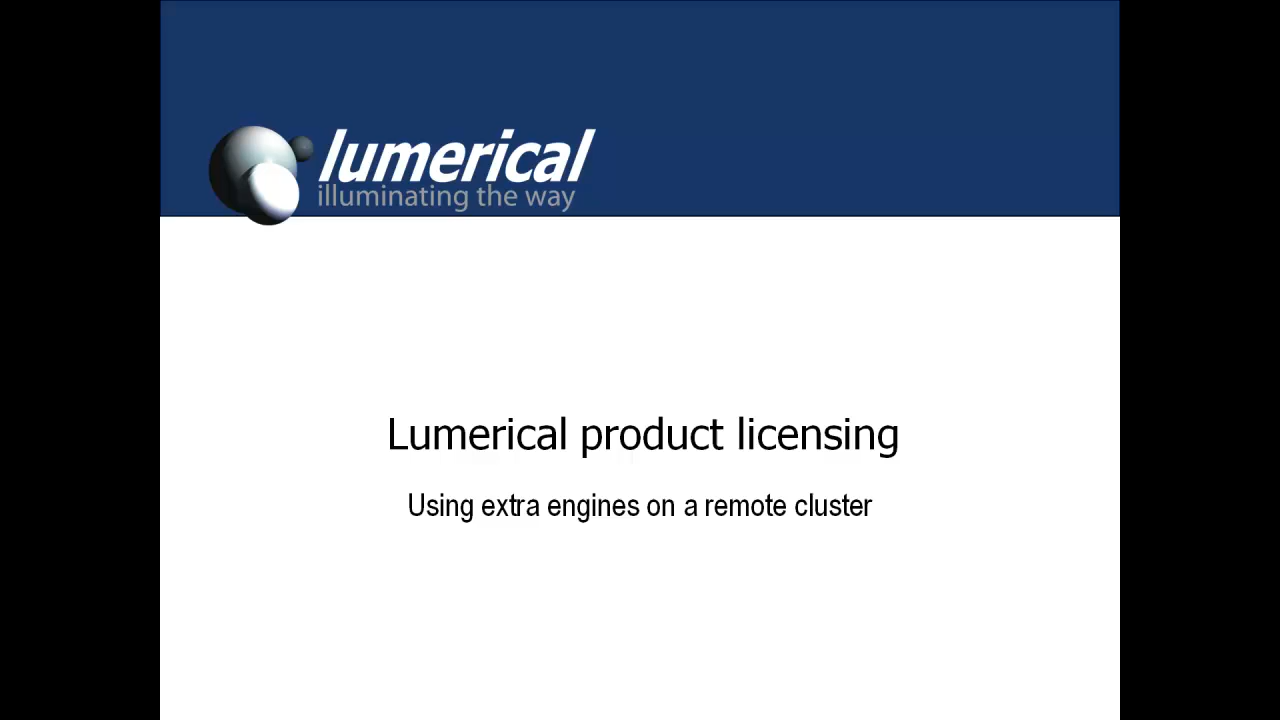 lumerical
illuminating the way
Lumerical product licensing
Using extra engines on a remote cluster